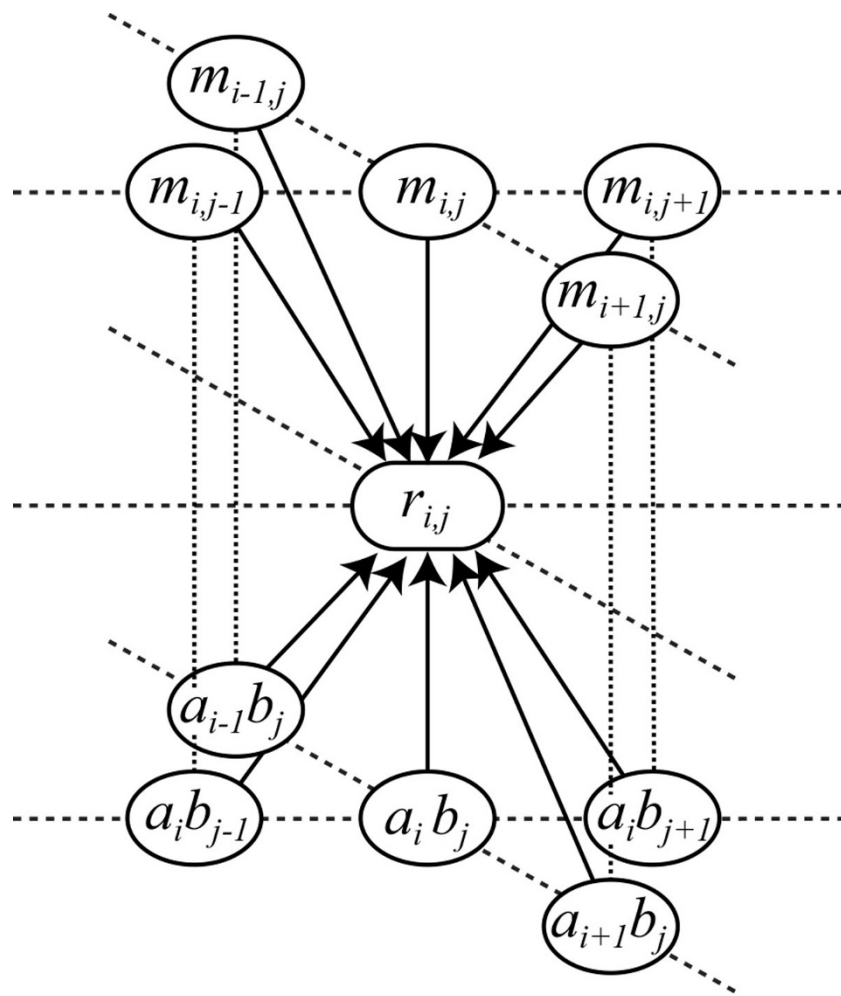 m_{i-1,j}
m_{i,j-1} m_{i,j} m_{i,j+1}
m_{i+1,j}
r_{i,j}
a_{i-1}b_j
a_ib_{j-1} a_i b_j a_ib_{j+1}
a_{i+1}b_j